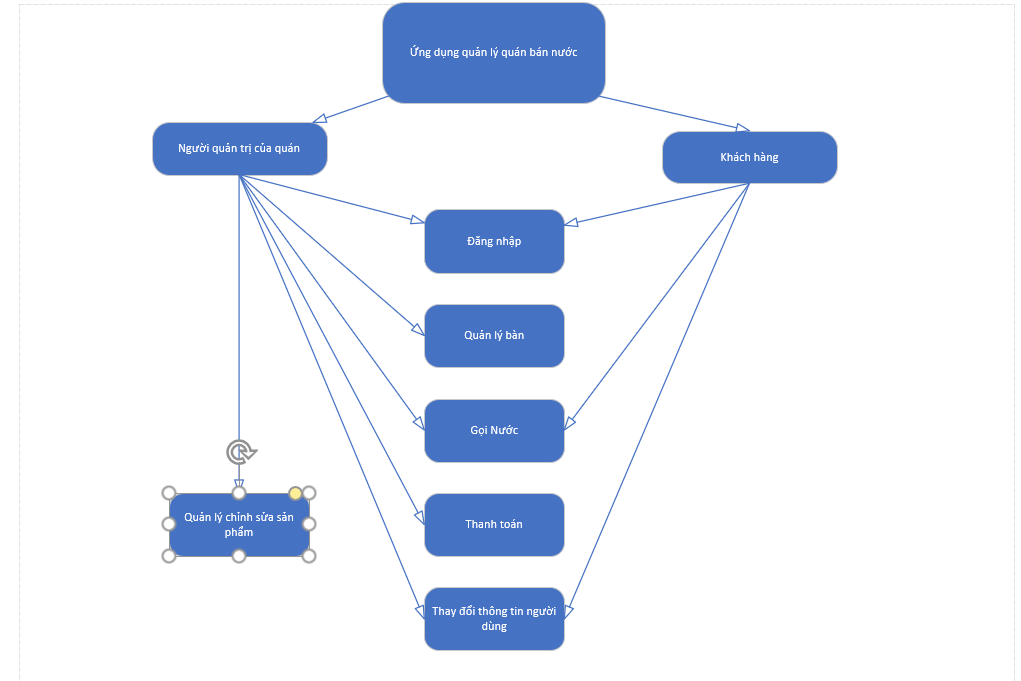 Ứng dụng quản lý quán bán nước
Người quản trị của quán
Khách hàng
Đăng nhập
Quản lý bàn
Gọi Nước
Quản lý chỉnh sửa sản
phẩm
Thanh toán
Thay đổi thông tin người
dùng